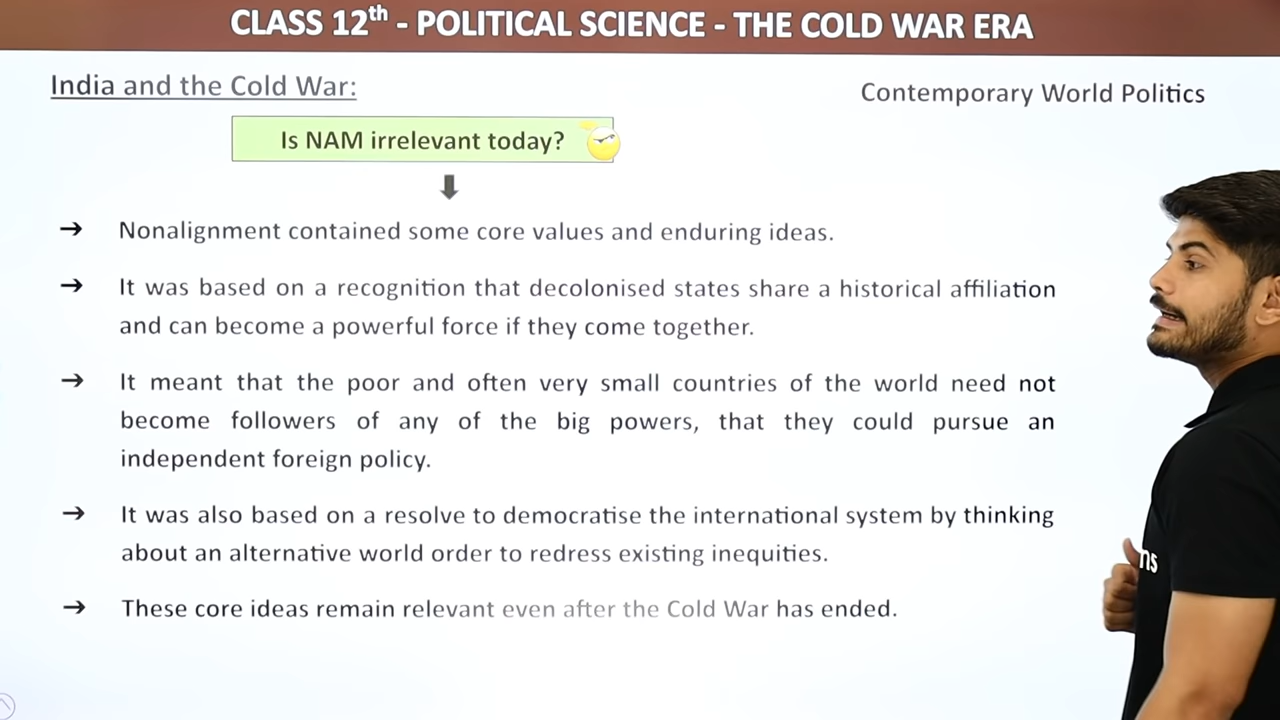 CLASS 12th - POLITICAL SCIENCE - THE COLD WAR ERA
India and the Cold War:
Contemporary World Politics
Is NAM irrelevant today?
→ Nonalignment contained some core values and enduring ideas.
→ It was based on a recognition that decolonised states share a historical affiliation
and can become a powerful force if they come together.
→ It meant that the poor and often very small countries of the world need not
become followers of any of the big powers, that they could pursue an
independent foreign policy.
→ It was also based on a resolve to democratise the international system by thinking
about an alternative world order to redress existing inequities.
→ These core ideas remain relevant even after the Cold War has ended.
ns